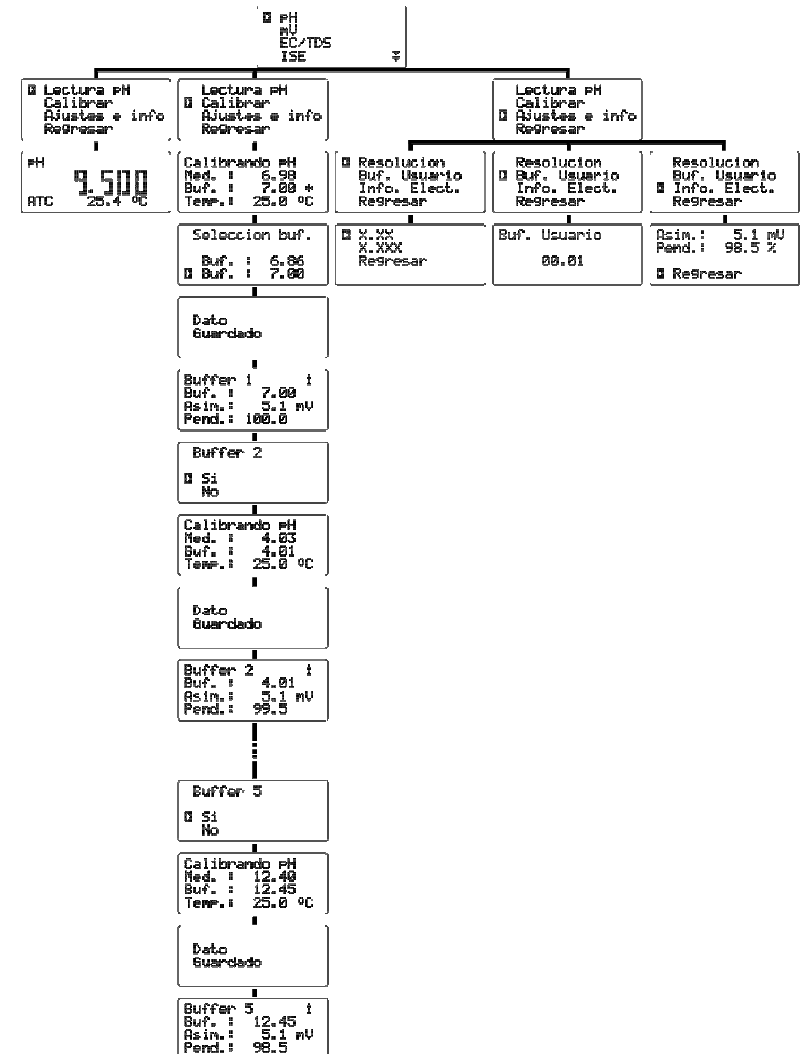 pH
mV
EC/TDS
ISE
Lectura pH
Calibrar
Ajustes e info
Regresar
Lectura pH
Calibrar
Ajustes e info
Regresar
Lectura pH
Calibrar
Ajustes e info
Regresar
pH
9.500
ATC 25.4 ºC
Calibrando pH
Med. : 6.98
Buf. : 7.00 *
Temp.: 25.0 ºC
Resolucion
Buf. Usuario
Info. Elect.
Regresar
Resolucion
Buf. Usuario
Info. Elect.
Regresar
Resolucion
Buf. Usuario
Info. Elect.
Regresar
Seleccion buf.
Buf. : 6.86
Buf. : 7.00
X.XX
X.XXX
Regresar
Buf. Usuario
00.01
Asim.: 5.1 mV
Pend.: 98.5 %
Regresar
Dato
Guardado
Buffer 1
Buf. : 7.00
Asim.: 5.1 mV
Pend.: 100.0
Buffer 2
Si
No
Calibrando pH
Med. : 4.03
Buf. : 4.01
Temp.: 25.0 ºC
Dato
Guardado
Buffer 2
Buf. : 4.01
Asim.: 5.1 mV
Pend.: 99.5
Buffer 5
Si
No
Calibrando pH
Med. : 12.40
Buf. : 12.45
Temp.: 25.0 ºC
Dato
Guardado
Buffer 5
Buf. : 12.45
Asim.: 5.1 mV
Pend.: 98.5